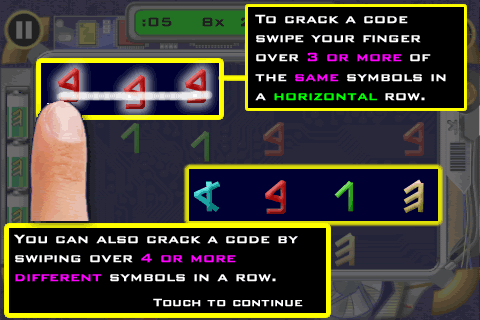 :05 8x 2
To crack a code
swipe your finger
over 3 or more of
the same symbols in
a horizontal row.
You can also crack a code by
swiping over 4 or more
different symbols in a row.
Touch to continue